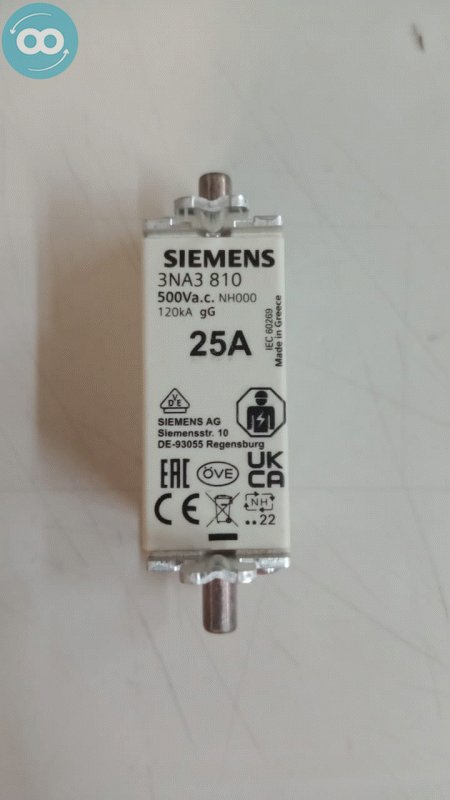 SIEMENS
3NA3 810
500Va.c. NH000
120kA gG
25A
IEC 60269
Made in Greece
VDE
SIEMENS AG
Siemensstr. 10
DE-93055 Regensburg
EAC ÖVE UK CA
CE NH
..22